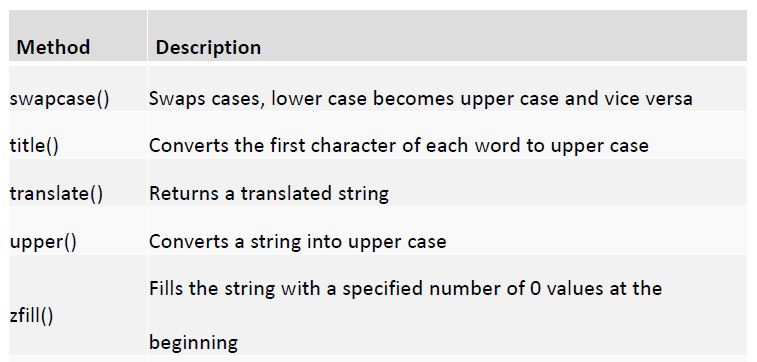 Method Description
swapcase() Swaps cases, lower case becomes upper case and vice versa
title() Converts the first character of each word to upper case
translate() Returns a translated string
upper() Converts a string into upper case
zfill() Fills the string with a specified number of 0 values at the
beginning